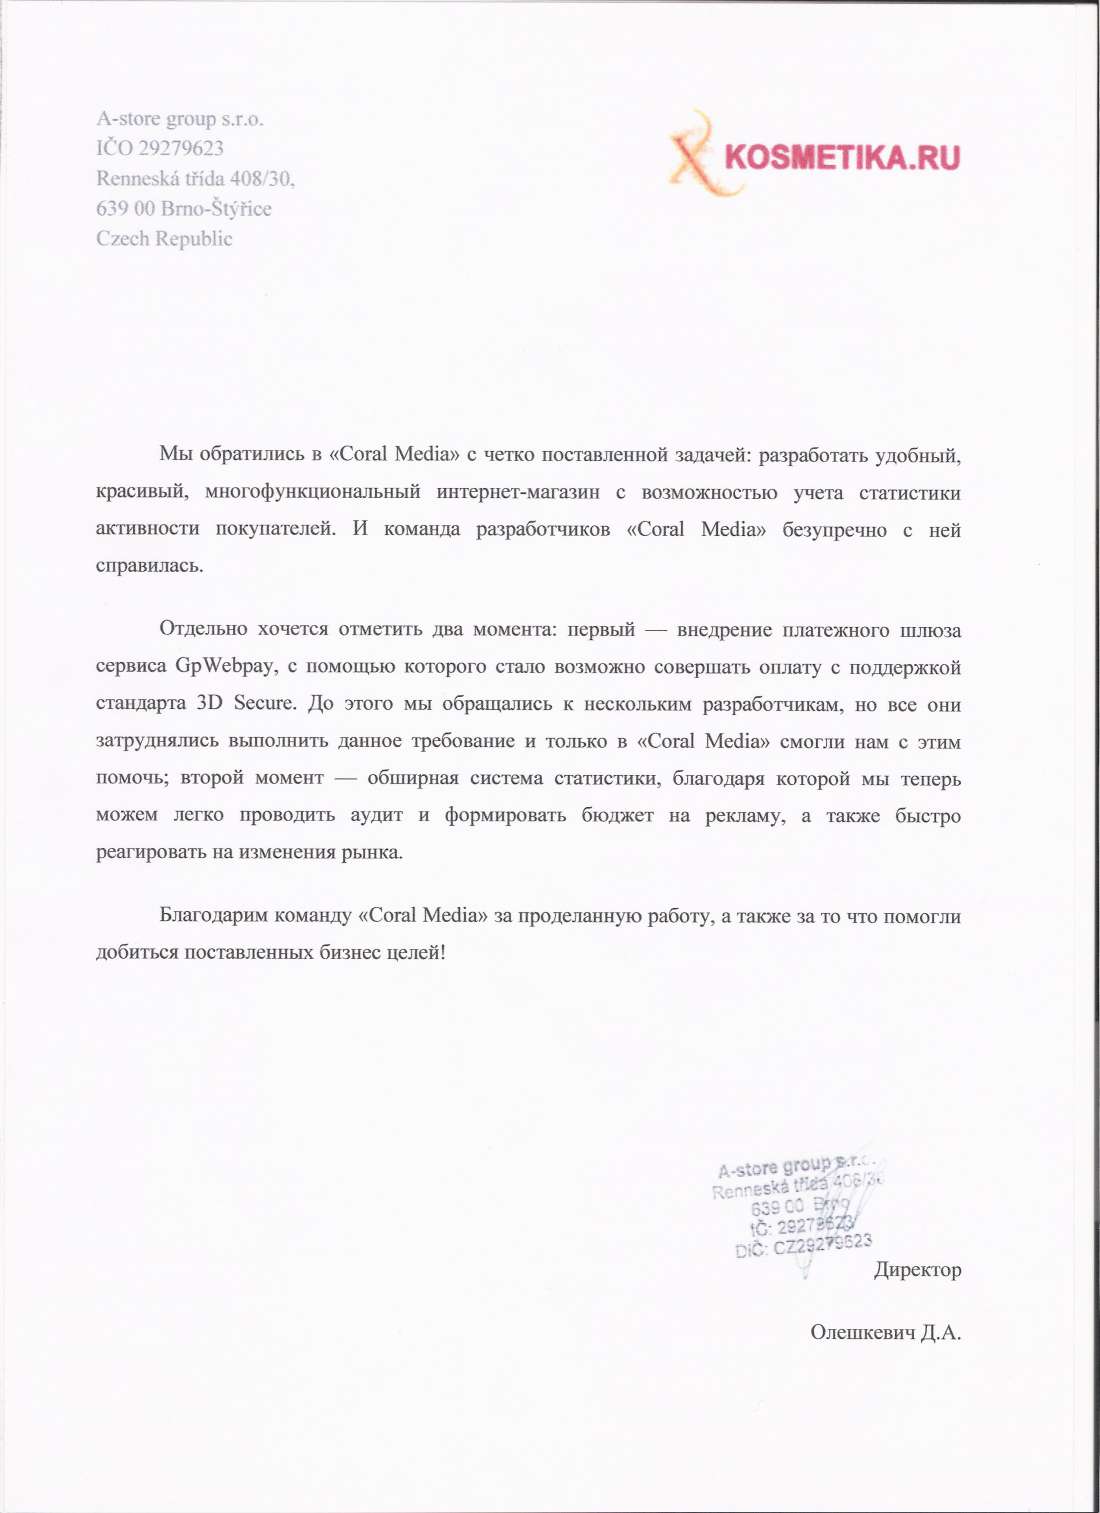 A-store group s.r.o.
IČO 29279623
Renneská třída 408/30,
639 00 Brno-Štýřice
Czech Republic
KOSMETIKA.RU
Мы обратились в «Coral Media» с четко поставленной задачей: разработать удобный,
красивый, многофункциональный интернет-магазин с возможностью учета статистики
активности покупателей. И команда разработчиков «Coral Media» безупречно с ней
справилась.
Отдельно хочется отметить два момента: первый — внедрение платежного шлюза
сервиса GpWebpay, с помощью которого стало возможно совершать оплату с поддержкой
стандарта 3D Secure. До этого мы обращались к нескольким разработчикам, но все они
затруднялись выполнить данное требование и только в «Coral Media» смогли нам с этим
помочь; второй момент — обширная система статистики, благодаря которой мы теперь
можем легко проводить аудит и формировать бюджет на рекламу, а также быстро
реагировать на изменения рынка.
Благодарим команду «Coral Media» за проделанную работу, а также за то что помогли
добиться поставленных бизнес целей!
A-store group s.r.o.
Renneská třída 408/30
639 00 Brno
IČ: 29279623
DIČ: CZ29279623
Директор
Олешкевич Д.А.